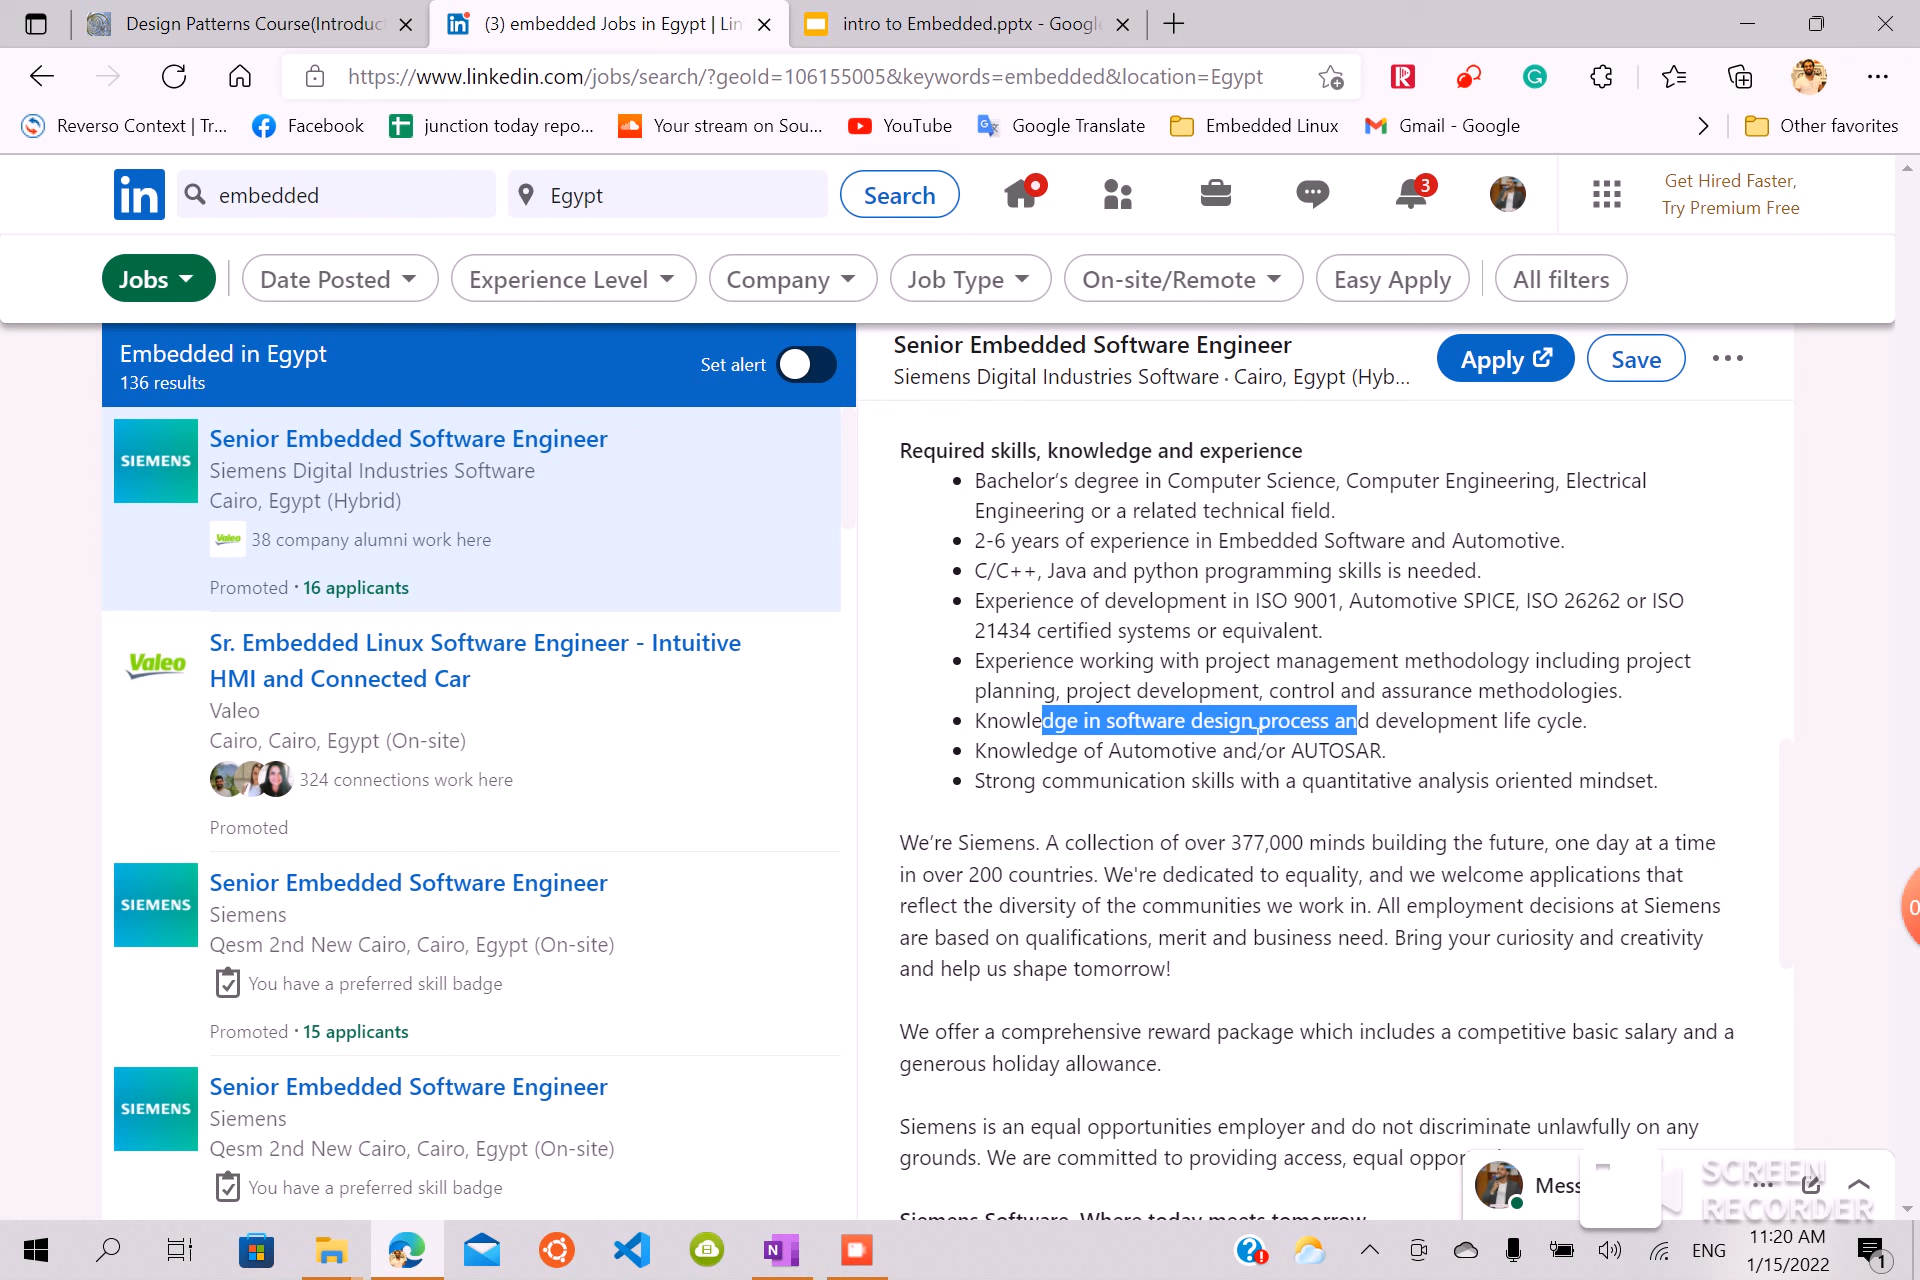 Design Patterns Course(Introduc
(3) embedded Jobs in Egypt | Lin
intro to Embedded.pptx - Google
https://www.linkedin.com/jobs/search/?geoId=106155005&keywords=embedded&location=Egypt
Reverso Context | Tr...
Facebook
junction today repo...
Your stream on Sou...
YouTube
Google Translate
Embedded Linux
Gmail - Google
Other favorites
in
embedded
Egypt
Search
3
Get Hired Faster,
Try Premium Free
Jobs
Date Posted
Experience Level
Company
Job Type
On-site/Remote
Easy Apply
All filters
Embedded in Egypt
136 results
Set alert
SIEMENS
Senior Embedded Software Engineer
Siemens Digital Industries Software
Cairo, Egypt (Hybrid)
Valeo
38 company alumni work here
Promoted · 16 applicants
Valeo
Sr. Embedded Linux Software Engineer - Intuitive
HMI and Connected Car
Valeo
Cairo, Cairo, Egypt (On-site)
324 connections work here
Promoted
SIEMENS
Senior Embedded Software Engineer
Siemens
Qesm 2nd New Cairo, Cairo, Egypt (On-site)
You have a preferred skill badge
Promoted · 15 applicants
SIEMENS
Senior Embedded Software Engineer
Siemens
Qesm 2nd New Cairo, Cairo, Egypt (On-site)
You have a preferred skill badge
Senior Embedded Software Engineer
Siemens Digital Industries Software · Cairo, Egypt (Hyb...
Apply
Save
Required skills, knowledge and experience
• Bachelor's degree in Computer Science, Computer Engineering, Electrical
Engineering or a related technical field.
• 2-6 years of experience in Embedded Software and Automotive.
• C/C++, Java and python programming skills is needed.
• Experience of development in ISO 9001, Automotive SPICE, ISO 26262 or ISO
21434 certified systems or equivalent.
• Experience working with project management methodology including project
planning, project development, control and assurance methodologies.
• Knowledge in software design process and development life cycle.
• Knowledge of Automotive and/or AUTOSAR.
• Strong communication skills with a quantitative analysis oriented mindset.
We're Siemens. A collection of over 377,000 minds building the future, one day at a time
in over 200 countries. We're dedicated to equality, and we welcome applications that
reflect the diversity of the communities we work in. All employment decisions at Siemens
are based on qualifications, merit and business need. Bring your curiosity and creativity
and help us shape tomorrow!
We offer a comprehensive reward package which includes a competitive basic salary and a
generous holiday allowance.
Siemens is an equal opportunities employer and do not discriminate unlawfully on any
grounds. We are committed to providing access, equal oppor
Siemens Software. Where today meets tomorrow
Mess
SCREEN
RECORDER
0
ENG
11:20 AM
1/15/2022
1